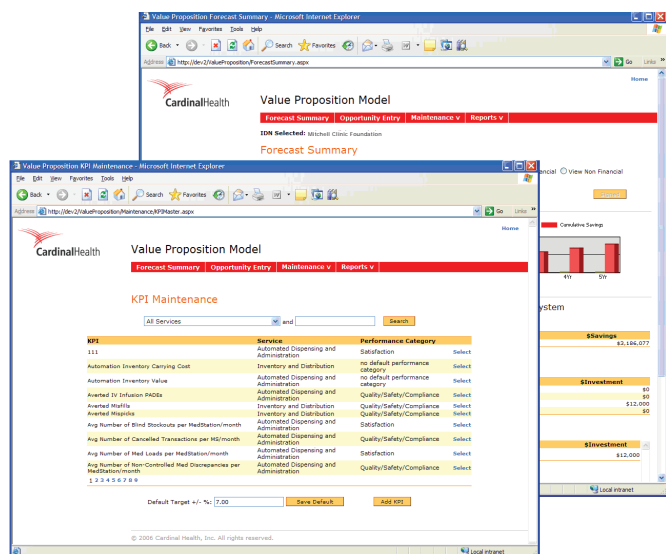 Value Proposition Forecast Summary - Microsoft Internet Explorer
File Edit View Favorites Tools Help
Back Search Favorites
Address http://dev2/ValueProposition/ForecastSummary.aspx Go Links »
Home
CardinalHealth
Value Proposition Model
Forecast Summary Opportunity Entry Maintenance v Reports v
IDN Selected: Mitchell Clinic Foundation
Forecast Summary
ancial View Non Financial
Cumulative Savings
4Yr 5Yr
ystem
$Savings
$3,186,077
$Investment
$0
$0
$12,000
$0
$Investment
$12,000
Local intranet
Value Proposition KPI Maintenance - Microsoft Internet Explorer
File Edit View Favorites Tools Help
Back Search Favorites
Address http://dev2/ValueProposition/Maintenance/KPIMaster.aspx Go Links »
Home
CardinalHealth
Value Proposition Model
Forecast Summary Opportunity Entry Maintenance v Reports v
KPI Maintenance
All Services and Search
KPI Service Performance Category
111 Automated Dispensing and Administration Satisfaction Select
Automation Inventory Carrying Cost Inventory and Distribution no default performance category Select
Automation Inventory Value Automated Dispensing and Administration no default performance category Select
Averted IV Infusion PADEs Automated Dispensing and Administration Quality/Safety/Compliance Select
Averted Misfills Inventory and Distribution Quality/Safety/Compliance Select
Averted Mispicks Inventory and Distribution Quality/Safety/Compliance Select
Avg Number of Blind Stockouts per MedStation/month Automated Dispensing and Administration Satisfaction Select
Avg Number of Cancelled Transactions per MS/month Automated Dispensing and Administration Quality/Safety/Compliance Select
Avg Number of Med Loads per MedStation/month Automated Dispensing and Administration Satisfaction Select
Avg Number of Non-Controlled Med Discrepancies per MedStation/month Automated Dispensing and Administration Quality/Safety/Compliance Select
1 2 3 4 5 6 7 8 9
Default Target +/- %: 7.00 Save Default Add KPI
© 2006 Cardinal Health, Inc. All rights reserved.
Local intranet